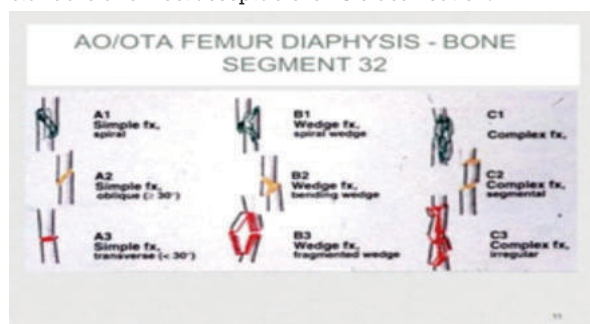 AO/OTA FEMUR DIAPHYSIS - BONE
SEGMENT 32
A1
Simple fx,
spiral
B1
Wedge fx,
spiral wedge
C1
Complex fx,
A2
Simple fx,
oblique (≥ 30°)
B2
Wedge fx,
bending wedge
C2
Complex fx,
segmental
A3
Simple fx,
transverse (< 30°)
B3
Wedge fx,
fragmented wedge
C3
Complex fx,
irregular